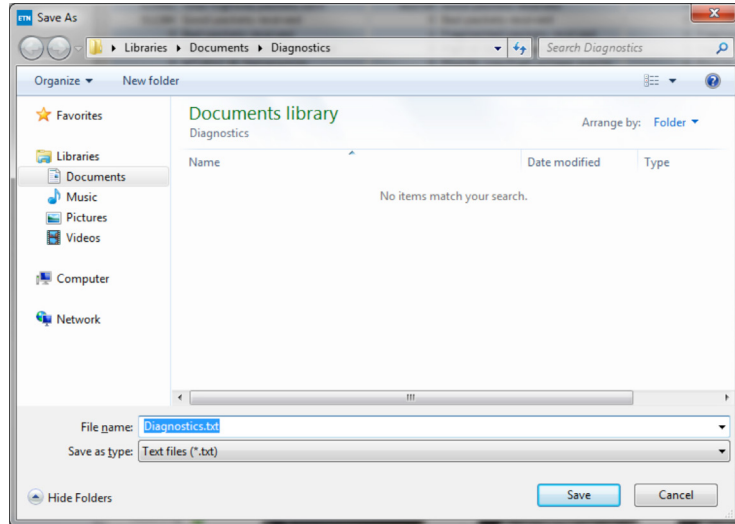 ETN Save As
Libraries Documents Diagnostics Search Diagnostics
Organize New folder
Favorites
Libraries
Documents
Music
Pictures
Videos
Computer
Network
Documents library
Diagnostics
Arrange by: Folder
Name Date modified Type
No items match your search.
File name: Diagnostics.txt
Save as type: Text files (*.txt)
Hide Folders Save Cancel